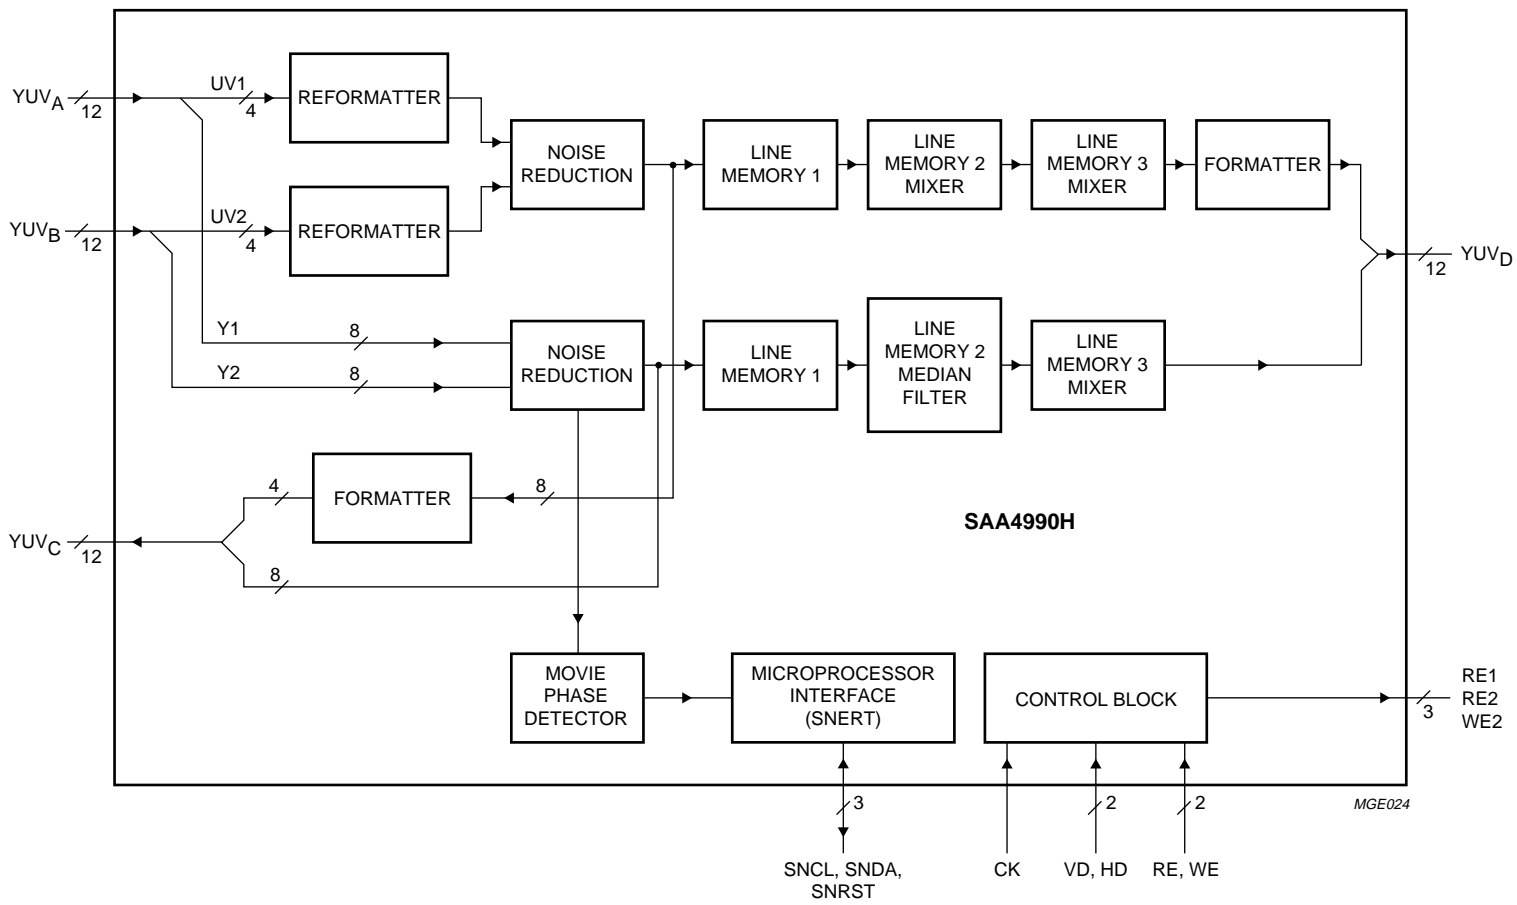 YUVA
12
UV1
4
REFORMATTER
NOISE
REDUCTION
LINE
MEMORY 1
LINE
MEMORY 2
MIXER
LINE
MEMORY 3
MIXER
FORMATTER
YUVB
12
UV2
4
REFORMATTER
12
YUVD
Y1
8
Y2
8
NOISE
REDUCTION
LINE
MEMORY 1
LINE
MEMORY 2
MEDIAN
FILTER
LINE
MEMORY 3
MIXER
4
FORMATTER
8
SAA4990H
YUVC
12
8
MOVIE
PHASE
DETECTOR
MICROPROCESSOR
INTERFACE
(SNERT)
CONTROL BLOCK
3
RE1
RE2
WE2
3
2
2
MGE024
SNCL, SNDA,
SNRST
CK
VD, HD
RE, WE